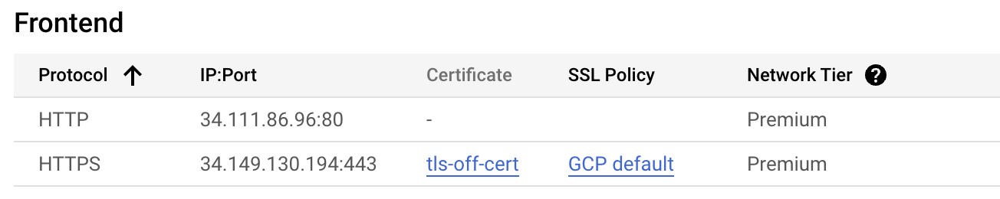 Frontend
Protocol ↑ IP:Port Certificate SSL Policy Network Tier ?
HTTP 34.111.86.96:80 - Premium
HTTPS 34.149.130.194:443 tls-off-cert GCP default Premium